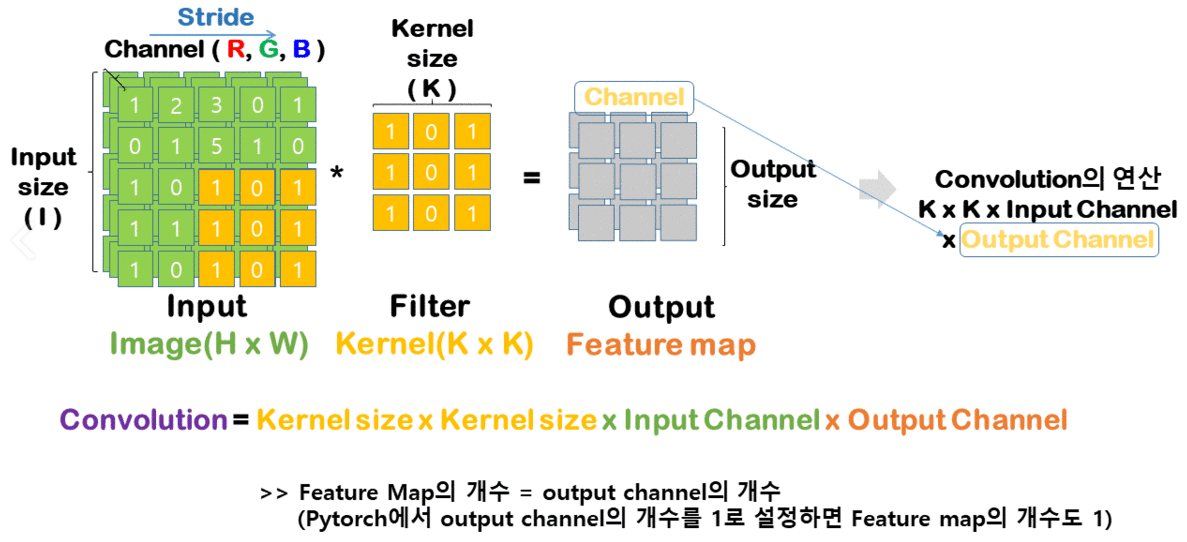 Stride
Channel ( R, G, B )
Kernel
size
( K )
Input
size
( I )
1 2 3 0 1
0 1 5 1 0
1 0 1 0 1
1 1 1 0 1
1 0 1 0 1
*
1 0 1
1 0 1
1 0 1
=
Channel
Output
size
Convolution의 연산
K x K x Input Channel
x Output Channel
Input
Image(H x W)
Filter
Kernel(K x K)
Output
Feature map
Convolution = Kernel size x Kernel size x Input Channel x Output Channel
>> Feature Map의 개수 = output channel의 개수
(Pytorch에서 output channel의 개수를 1로 설정하면 Feature map의 개수도 1)